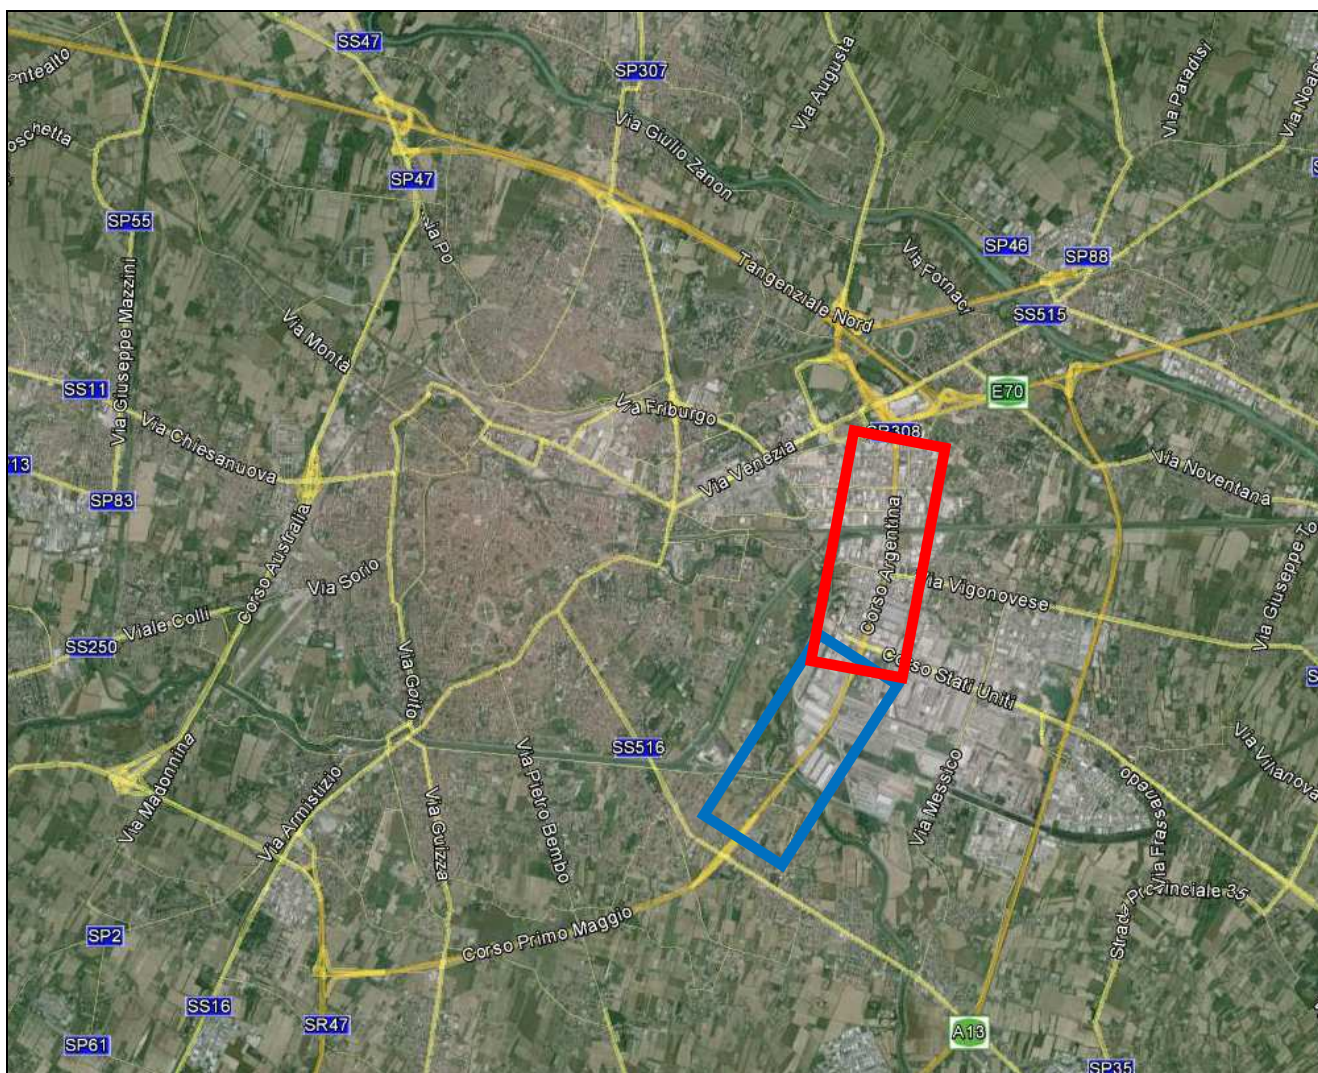 SS47
SP307
Via Augusta
Via Paradisi
Via Noale
Via Giulio Zanon
SP47
SP55
Via Po
SP46
SP88
Tangenziale Nord
Via Fornaci
SS515
Via Giuseppe Mazzini
Via Montà
SS11
E70
Via Friburgo
Via Chiesanuova
Via Venezia
Via Noventana
SP83
Corso Australia
Corso Argentina
Via Sorio
Via Vigonovese
Via Giuseppe To
Viale Colli
SS250
Via Goito
Corso Stati Uniti
SS516
Via Madonnina
Via Pietro Bembo
Via Armistizio
Via Guizza
Via Messico
Via Villanova
Via Frassanedo
Strada Provinciale 35
SP2
Corso Primo Maggio
SS16
SR47
A13
SP61
SP35